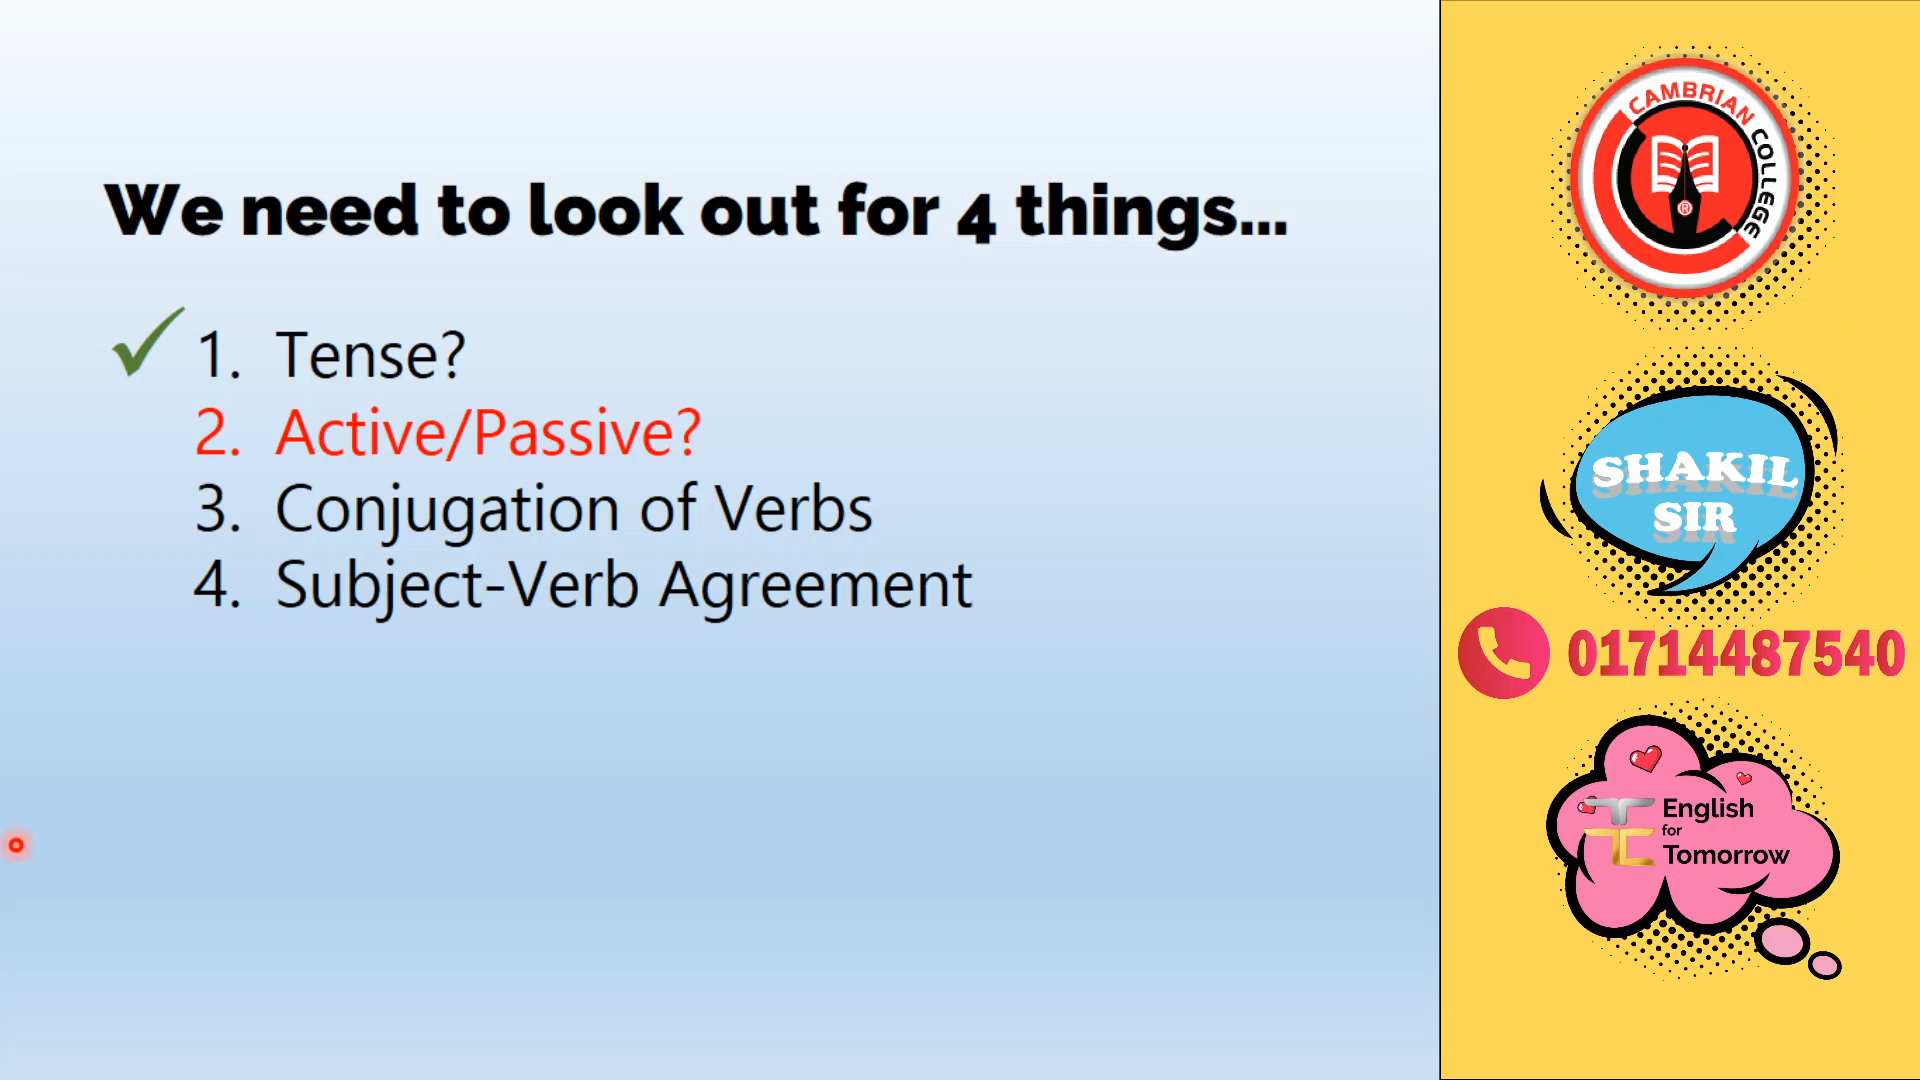 We need to look out for 4 things...
1. Tense?
2. Active/Passive?
3. Conjugation of Verbs
4. Subject-Verb Agreement
CAMBRIAN COLLEGE
®
SHAKIL
SIR
01714487540
English
for
Tomorrow